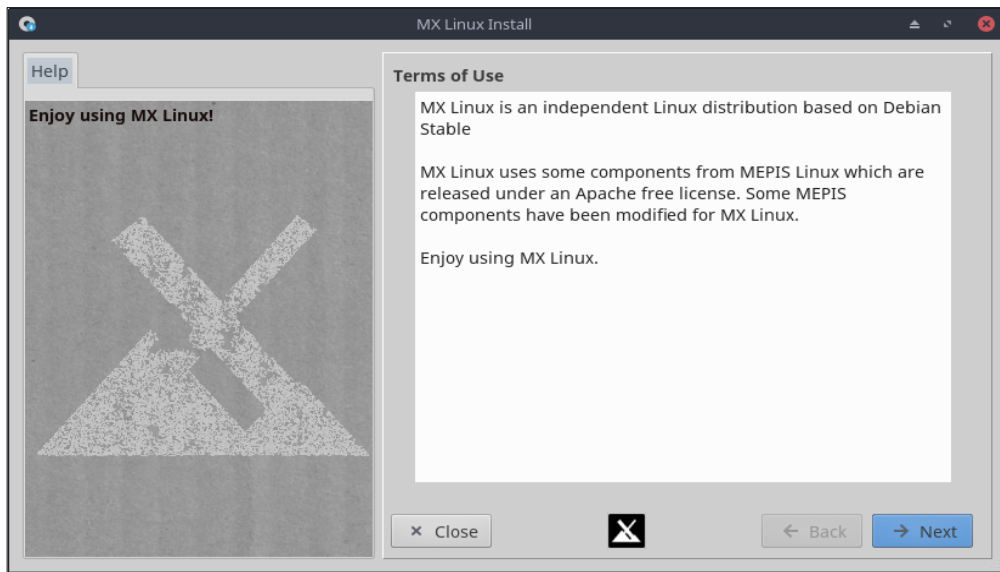 MX Linux Install
Help
Enjoy using MX Linux!
Terms of Use
MX Linux is an independent Linux distribution based on Debian
Stable
MX Linux uses some components from MEPIS Linux which are
released under an Apache free license. Some MEPIS
components have been modified for MX Linux.
Enjoy using MX Linux.
Close
Back
Next